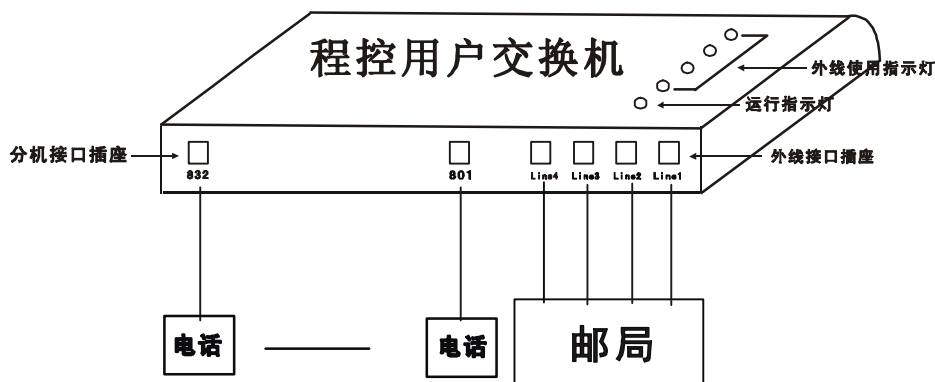 程控用户交换机
外线使用指示灯
运行指示灯
分机接口插座
外线接口插座
832
801
Line4
Line3
Line2
Line1
电话
电话
邮局